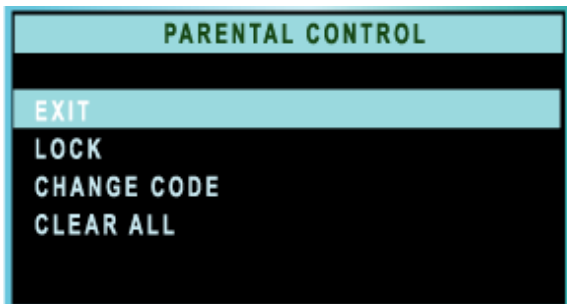 PARENTAL CONTROL
EXIT
LOCK
CHANGE CODE
CLEAR ALL